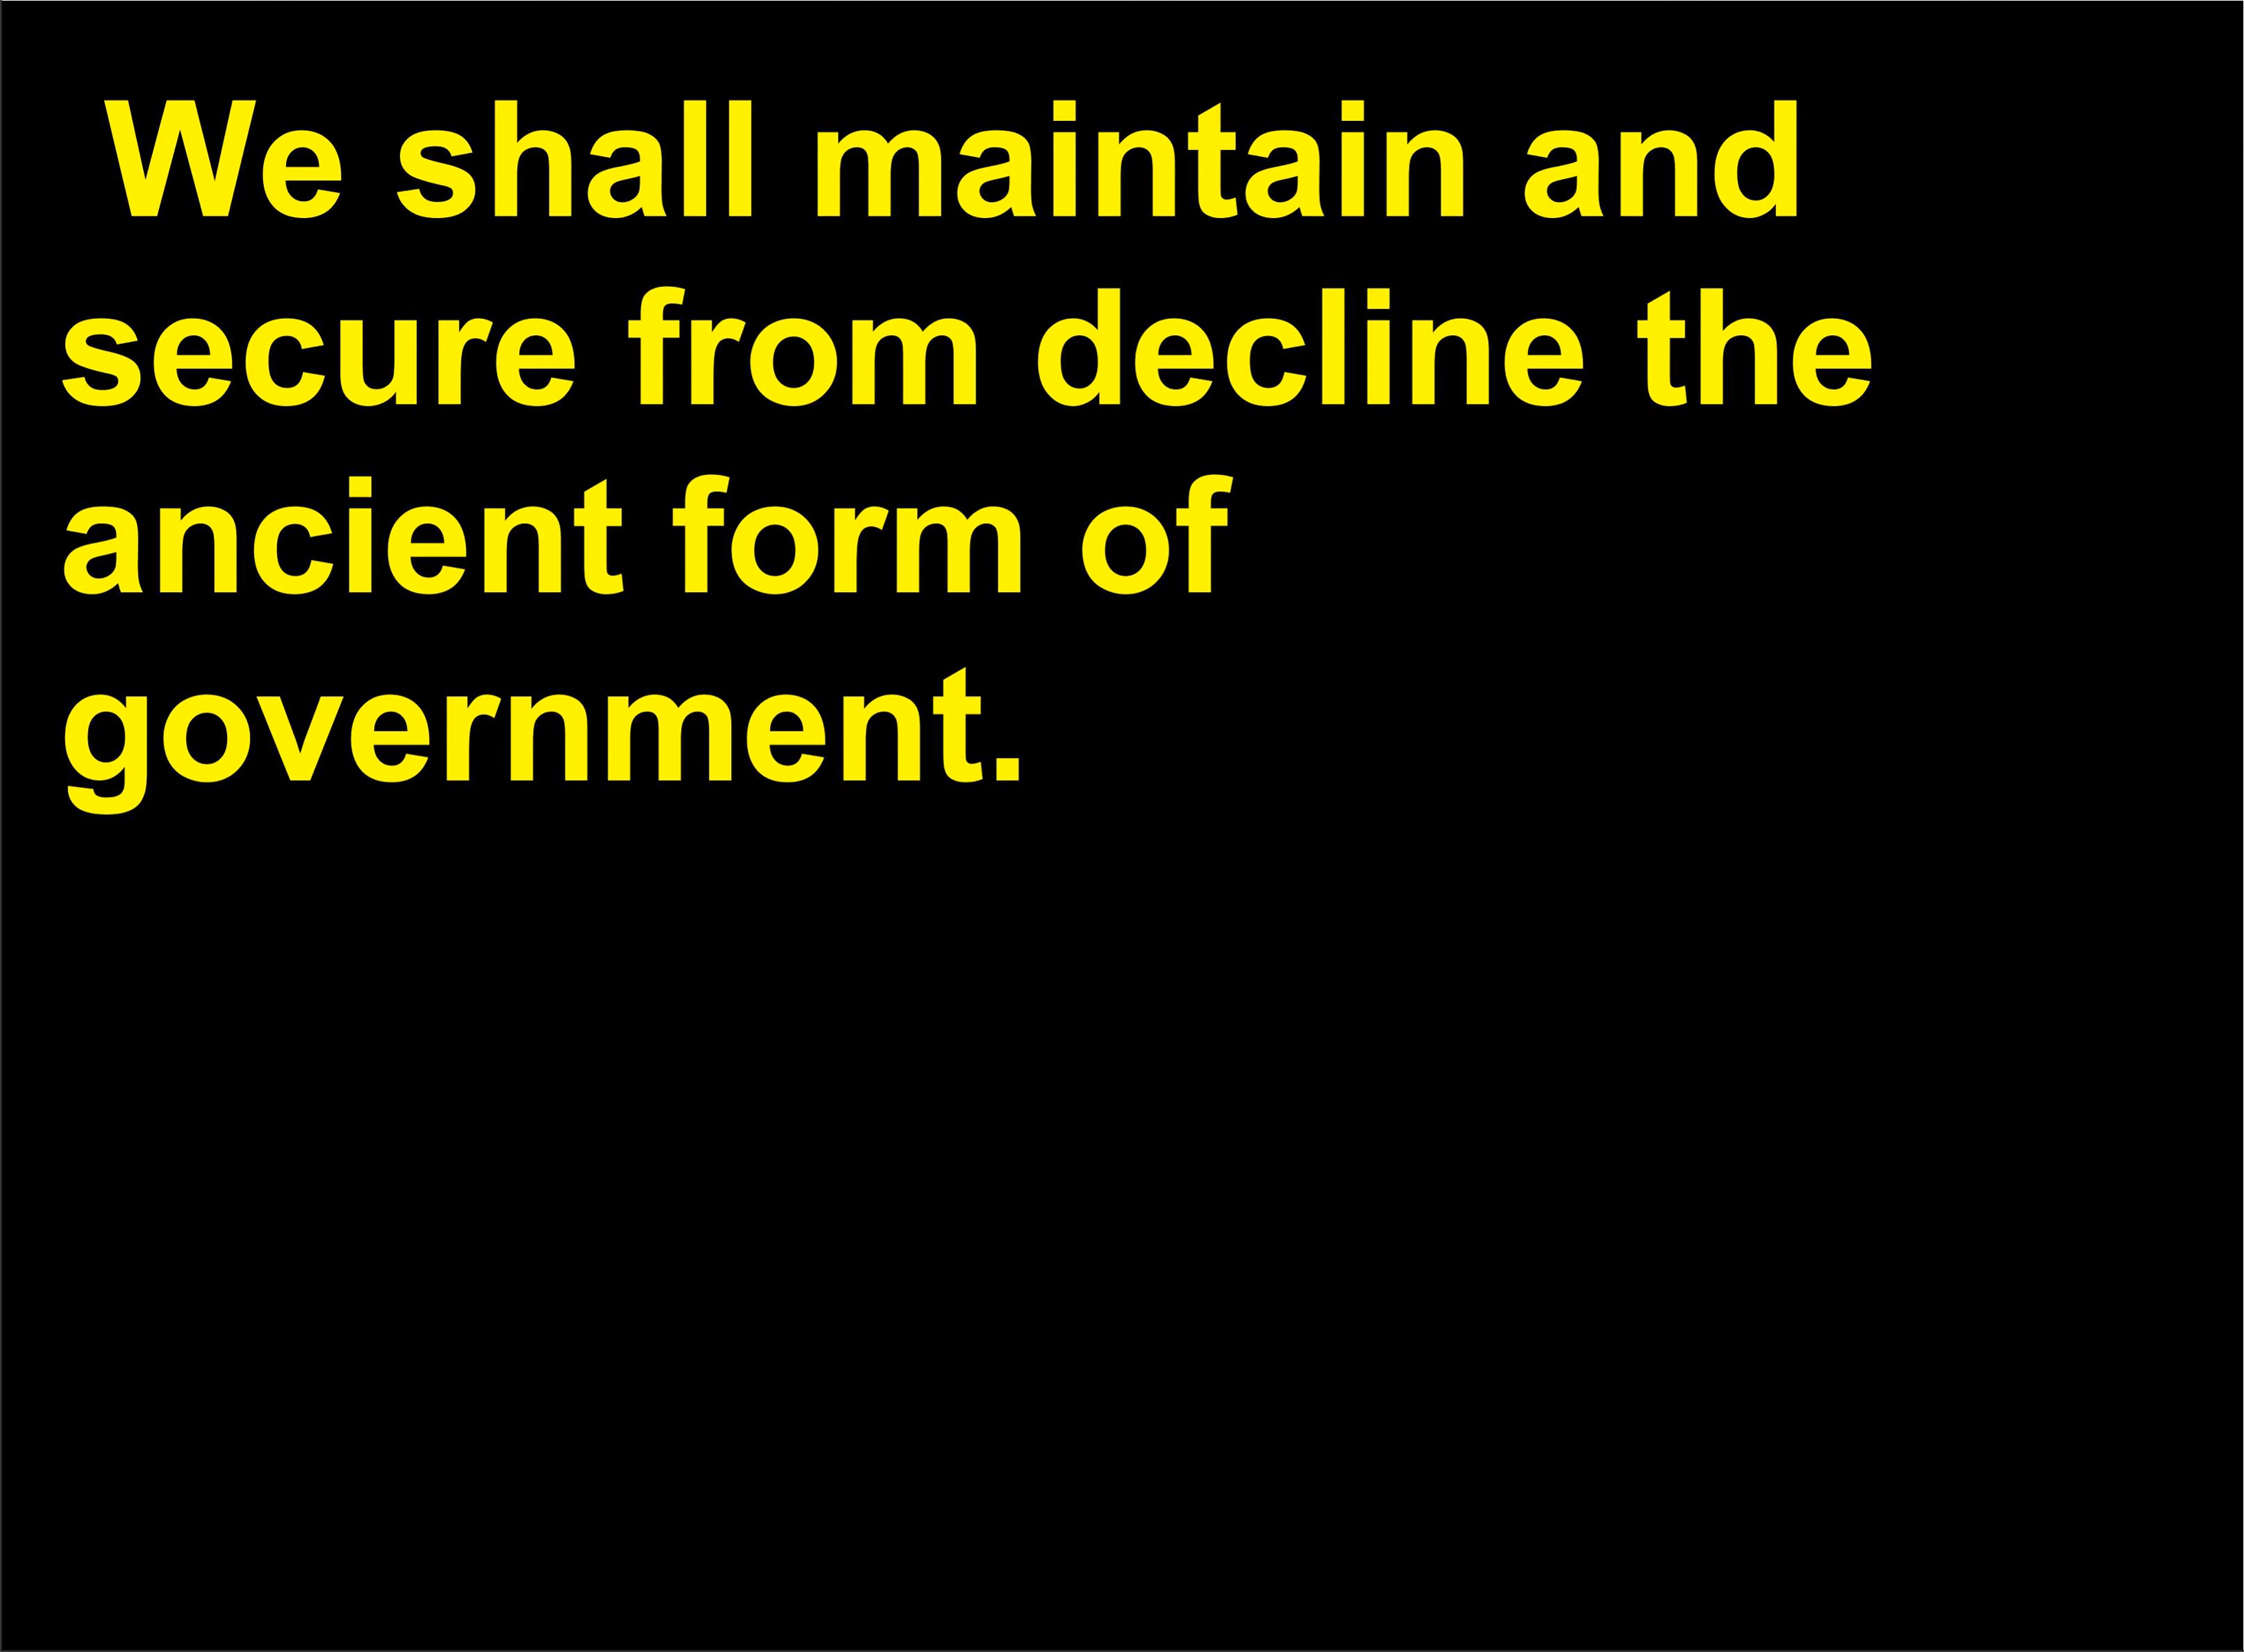 We shall maintain and
secure from decline the
ancient form of
government.